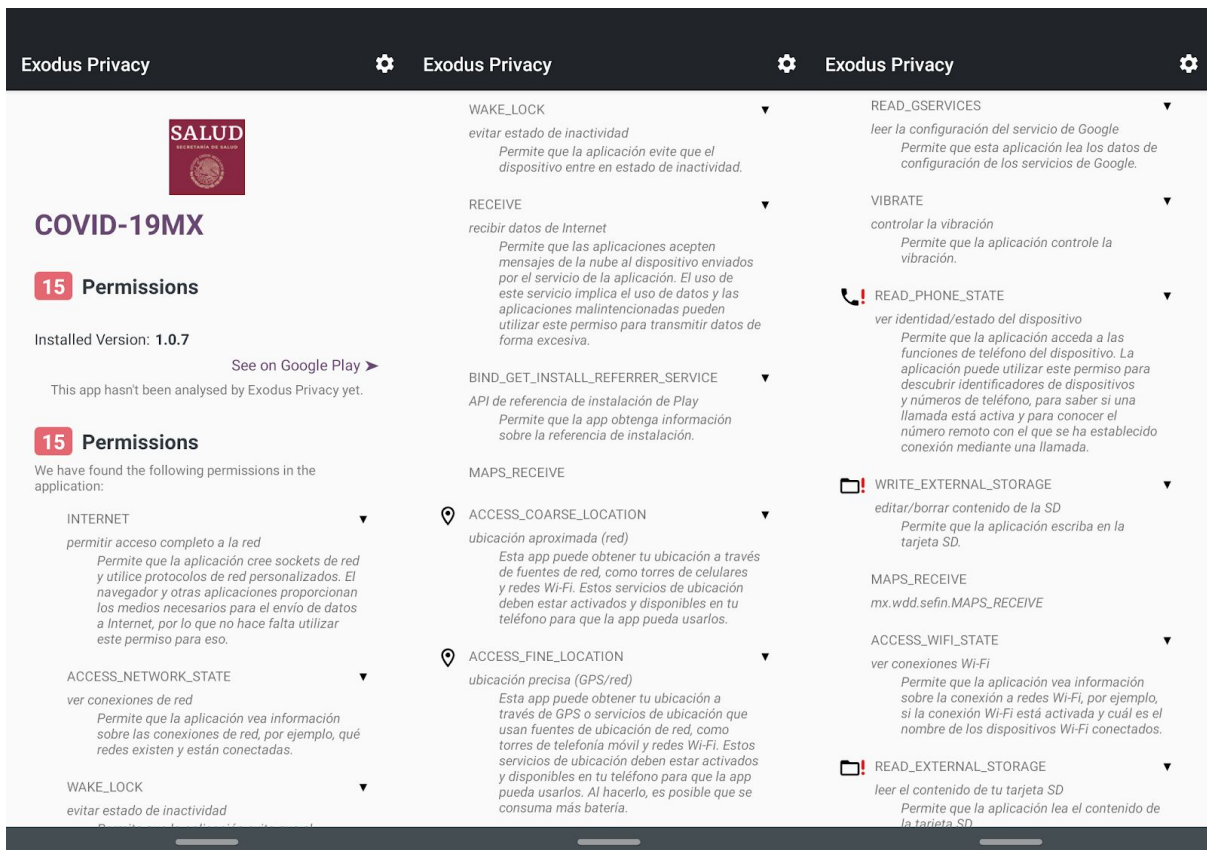 Exodus Privacy
SALUD
SECRETARÍA DE SALUD
COVID-19MX
15 Permissions
Installed Version: 1.0.7
See on Google Play ➤
This app hasn't been analysed by Exodus Privacy yet.
15 Permissions
We have found the following permissions in the
application:
INTERNET
permitir acceso completo a la red
Permite que la aplicación cree sockets de red
y utilice protocolos de red personalizados. El
navegador y otras aplicaciones proporcionan
los medios necesarios para el envío de datos
a Internet, por lo que no hace falta utilizar
este permiso para eso.
ACCESS_NETWORK_STATE
ver conexiones de red
Permite que la aplicación vea información
sobre las conexiones de red, por ejemplo, qué
redes existen y están conectadas.
WAKE_LOCK
evitar estado de inactividad
Exodus Privacy
WAKE_LOCK
evitar estado de inactividad
Permite que la aplicación evite que el
dispositivo entre en estado de inactividad.
RECEIVE
recibir datos de Internet
Permite que las aplicaciones acepten
mensajes de la nube al dispositivo enviados
por el servicio de la aplicación. El uso de
este servicio implica el uso de datos y las
aplicaciones malintencionadas pueden
utilizar este permiso para transmitir datos de
forma excesiva.
BIND_GET_INSTALL_REFERRER_SERVICE
API de referencia de instalación de Play
Permite que la app obtenga información
sobre la referencia de instalación.
MAPS_RECEIVE
ACCESS_COARSE_LOCATION
ubicación aproximada (red)
Esta app puede obtener tu ubicación a través
de fuentes de red, como torres de celulares
y redes Wi-Fi. Estos servicios de ubicación
deben estar activados y disponibles en tu
teléfono para que la app pueda usarlos.
ACCESS_FINE_LOCATION
ubicación precisa (GPS/red)
Esta app puede obtener tu ubicación a
través de GPS o servicios de ubicación que
usan fuentes de ubicación de red, como
torres de telefonía móvil y redes Wi-Fi. Estos
servicios de ubicación deben estar activados
y disponibles en tu teléfono para que la app
pueda usarlos. Al hacerlo, es posible que se
consuma más batería.
Exodus Privacy
READ_GSERVICES
leer la configuración del servicio de Google
Permite que esta aplicación lea los datos de
configuración de los servicios de Google.
VIBRATE
controlar la vibración
Permite que la aplicación controle la
vibración.
READ_PHONE_STATE
ver identidad/estado del dispositivo
Permite que la aplicación acceda a las
funciones de teléfono del dispositivo. La
aplicación puede utilizar este permiso para
descubrir identificadores de dispositivos
y números de teléfono, para saber si una
llamada está activa y para conocer el
número remoto con el que se ha establecido
conexión mediante una llamada.
WRITE_EXTERNAL_STORAGE
editar/borrar contenido de la SD
Permite que la aplicación escriba en la
tarjeta SD.
MAPS_RECEIVE
mx.wdd.sefin.MAPS_RECEIVE
ACCESS_WIFI_STATE
ver conexiones Wi-Fi
Permite que la aplicación vea información
sobre la conexión a redes Wi-Fi, por ejemplo,
si la conexión Wi-Fi está activada y cuál es el
nombre de los dispositivos Wi-Fi conectados.
READ_EXTERNAL_STORAGE
leer el contenido de tu tarjeta SD
Permite que la aplicación lea el contenido de
la tarjeta SD.